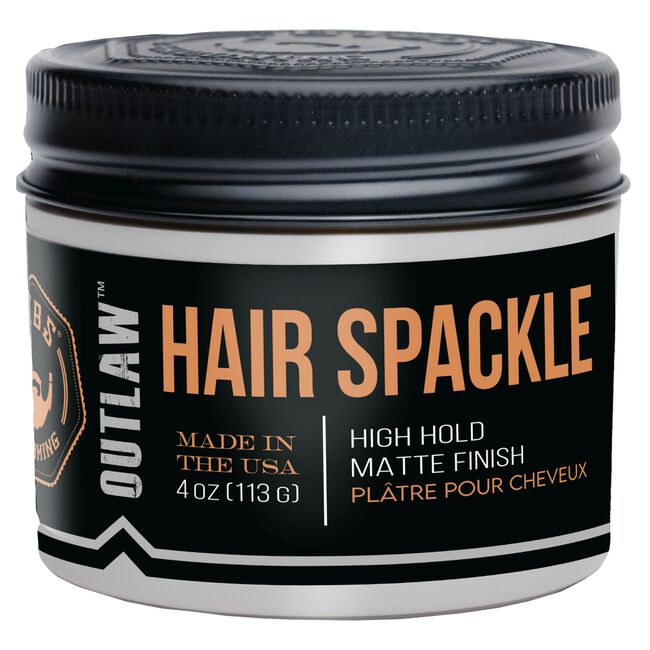 OUTLAW™
HAIR SPACKLE
MADE IN
THE USA
4 OZ (113 G)
HIGH HOLD
MATTE FINISH
PLÂTRE POUR CHEVEUX